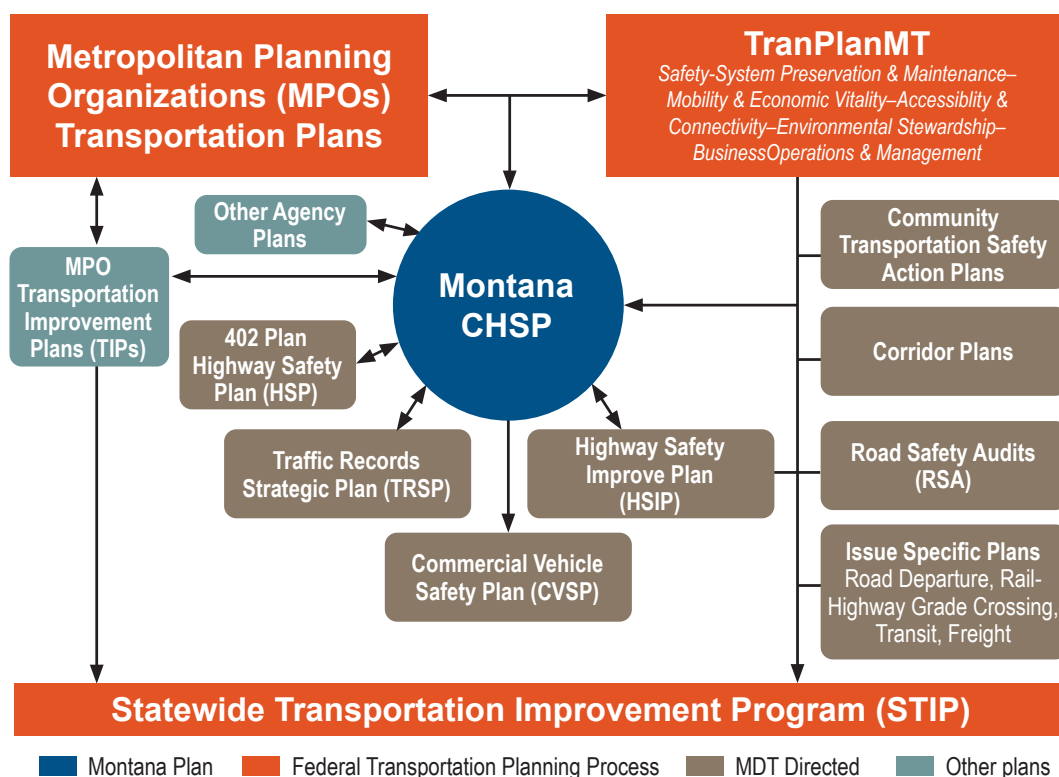 Metropolitan Planning
Organizations (MPOs)
Transportation Plans
TranPlanMT
Safety-System Preservation & Maintenance–
Mobility & Economic Vitality–Accessiblity &
Connectivity–Environmental Stewardship–
BusinessOperations & Management
Other Agency
Plans
MPO
Transportation
Improvement
Plans (TIPs)
Montana
CHSP
402 Plan
Highway Safety
Plan (HSP)
Traffic Records
Strategic Plan (TRSP)
Highway Safety
Improve Plan
(HSIP)
Commercial Vehicle
Safety Plan (CVSP)
Community
Transportation Safety
Action Plans
Corridor Plans
Road Safety Audits
(RSA)
Issue Specific Plans
Road Departure, Rail-
Highway Grade Crossing,
Transit, Freight
Statewide Transportation Improvement Program (STIP)
Montana Plan
Federal Transportation Planning Process
MDT Directed
Other plans